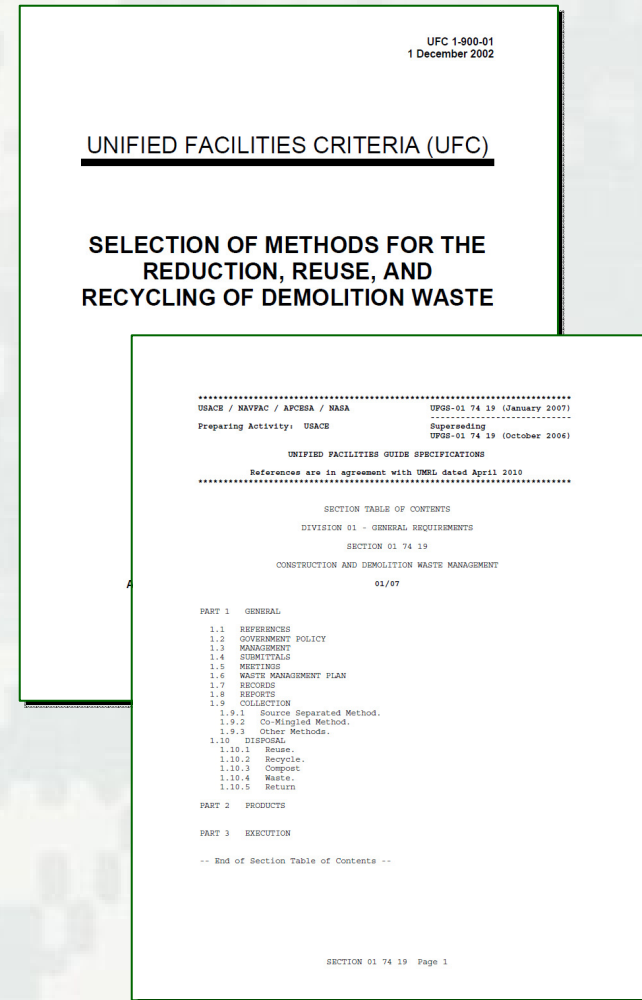 UFC 1-900-01
1 December 2002
UNIFIED FACILITIES CRITERIA (UFC)
SELECTION OF METHODS FOR THE
REDUCTION, REUSE, AND
RECYCLING OF DEMOLITION WASTE
A
**************************************************************************
USACE / NAVFAC / AFCESA / NASA UFGS-01 74 19 (January 2007)
----------------------------
Preparing Activity: USACE Superseding
UFGS-01 74 19 (October 2006)
UNIFIED FACILITIES GUIDE SPECIFICATIONS
References are in agreement with UMRL dated April 2010
**************************************************************************
SECTION TABLE OF CONTENTS
DIVISION 01 - GENERAL REQUIREMENTS
SECTION 01 74 19
CONSTRUCTION AND DEMOLITION WASTE MANAGEMENT
01/07
PART 1 GENERAL
1.1 REFERENCES
1.2 GOVERNMENT POLICY
1.3 MANAGEMENT
1.4 SUBMITTALS
1.5 MEETINGS
1.6 WASTE MANAGEMENT PLAN
1.7 RECORDS
1.8 REPORTS
1.9 COLLECTION
1.9.1 Source Separated Method.
1.9.2 Co-Mingled Method.
1.9.3 Other Methods.
1.10 DISPOSAL
1.10.1 Reuse.
1.10.2 Recycle.
1.10.3 Compost
1.10.4 Waste.
1.10.5 Return
PART 2 PRODUCTS
PART 3 EXECUTION
-- End of Section Table of Contents --
SECTION 01 74 19 Page 1